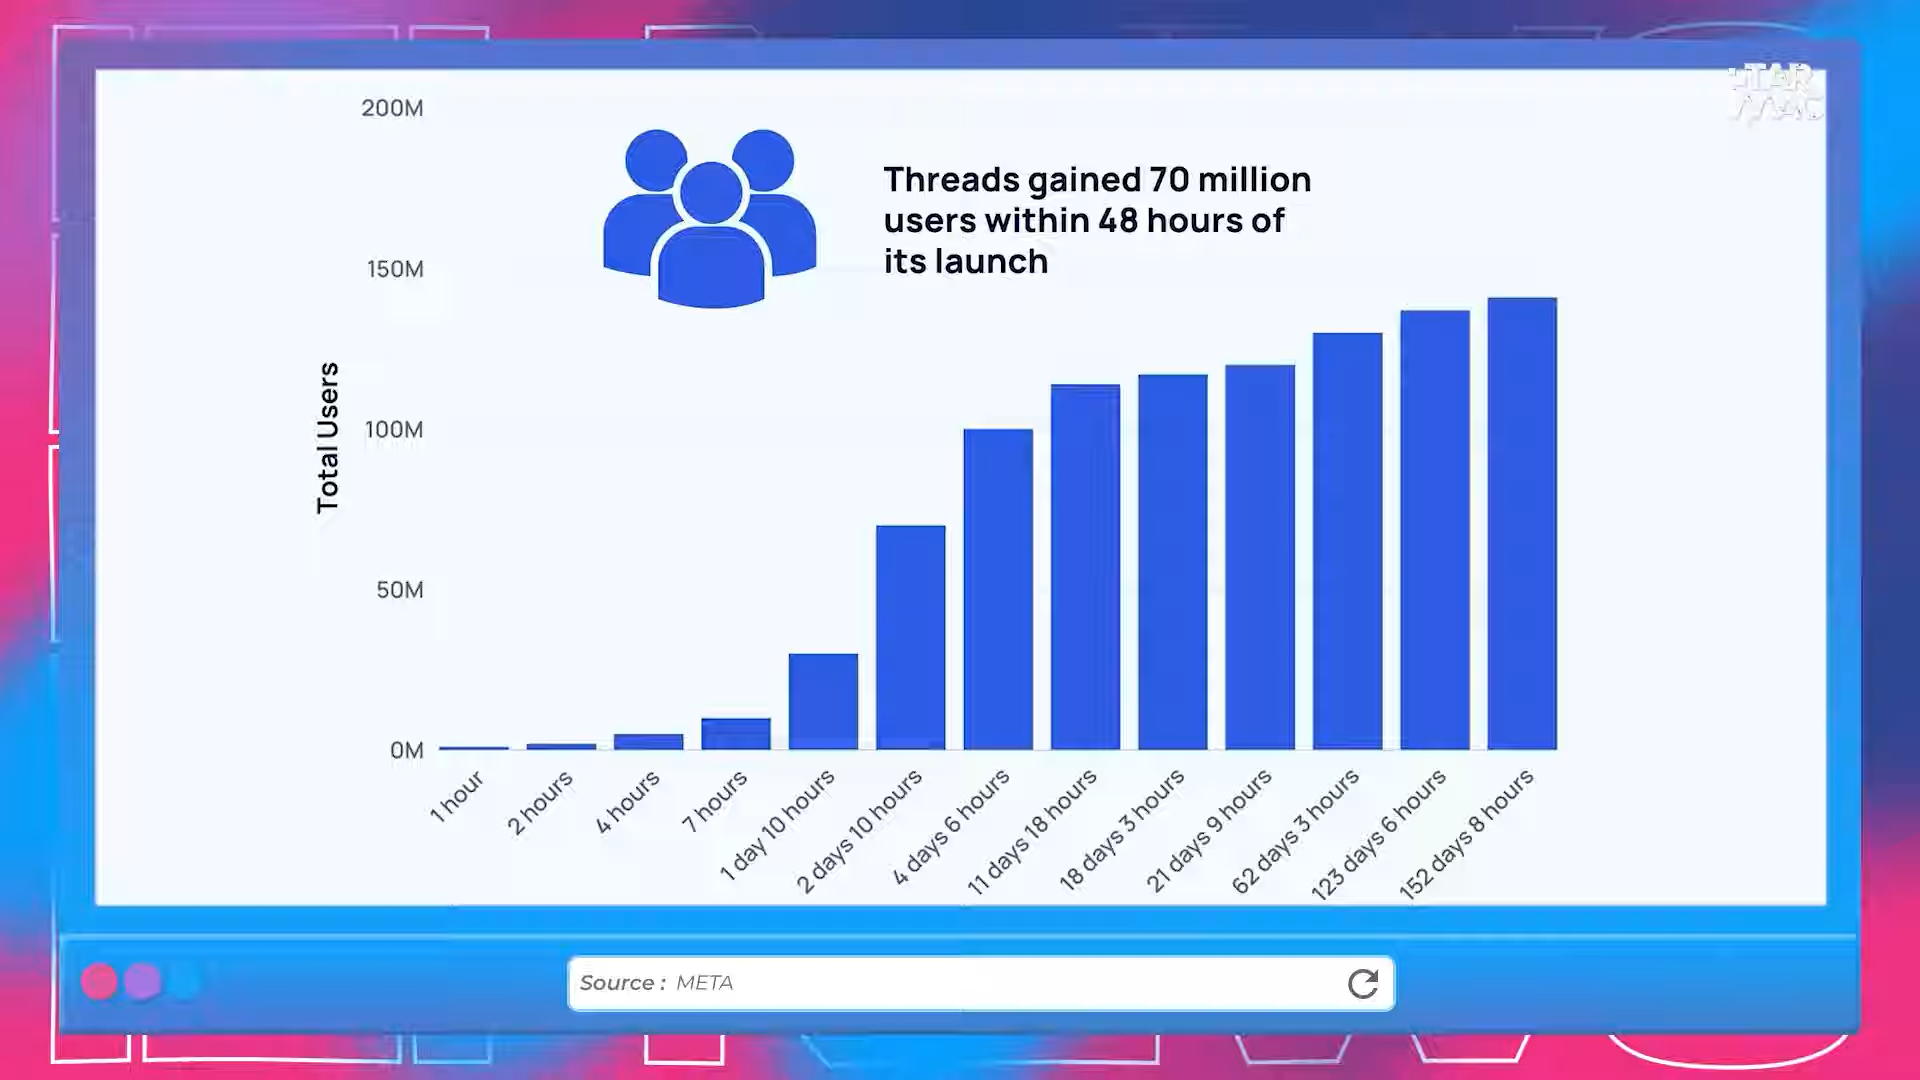 200M
Threads gained 70 million
users within 48 hours of
its launch
150M
100M
50M
0M
Total Users
1 hour
2 hours
4 hours
7 hours
1 day 10 hours
2 days 10 hours
4 days 6 hours
11 days 18 hours
18 days 3 hours
21 days 9 hours
62 days 3 hours
123 days 6 hours
152 days 8 hours
Source : META